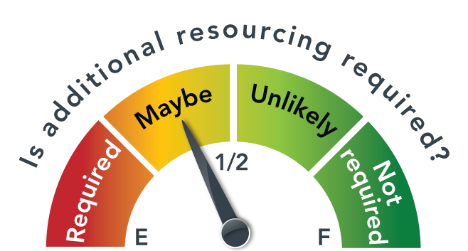 Is additional resourcing required?
Required
Maybe
Unlikely
Not
required
E
1/2
F